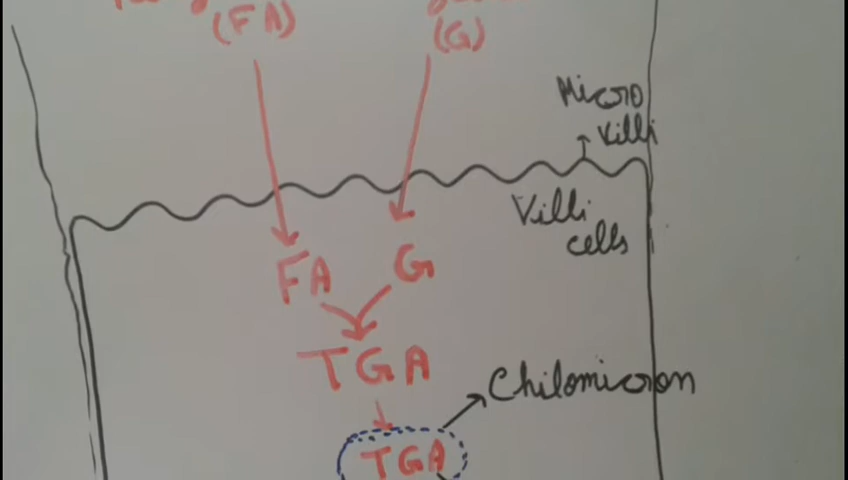 (FA)
(G)
Micro
Villi
Villi
cells
FA
G
TGA
Chilomicron
TGA